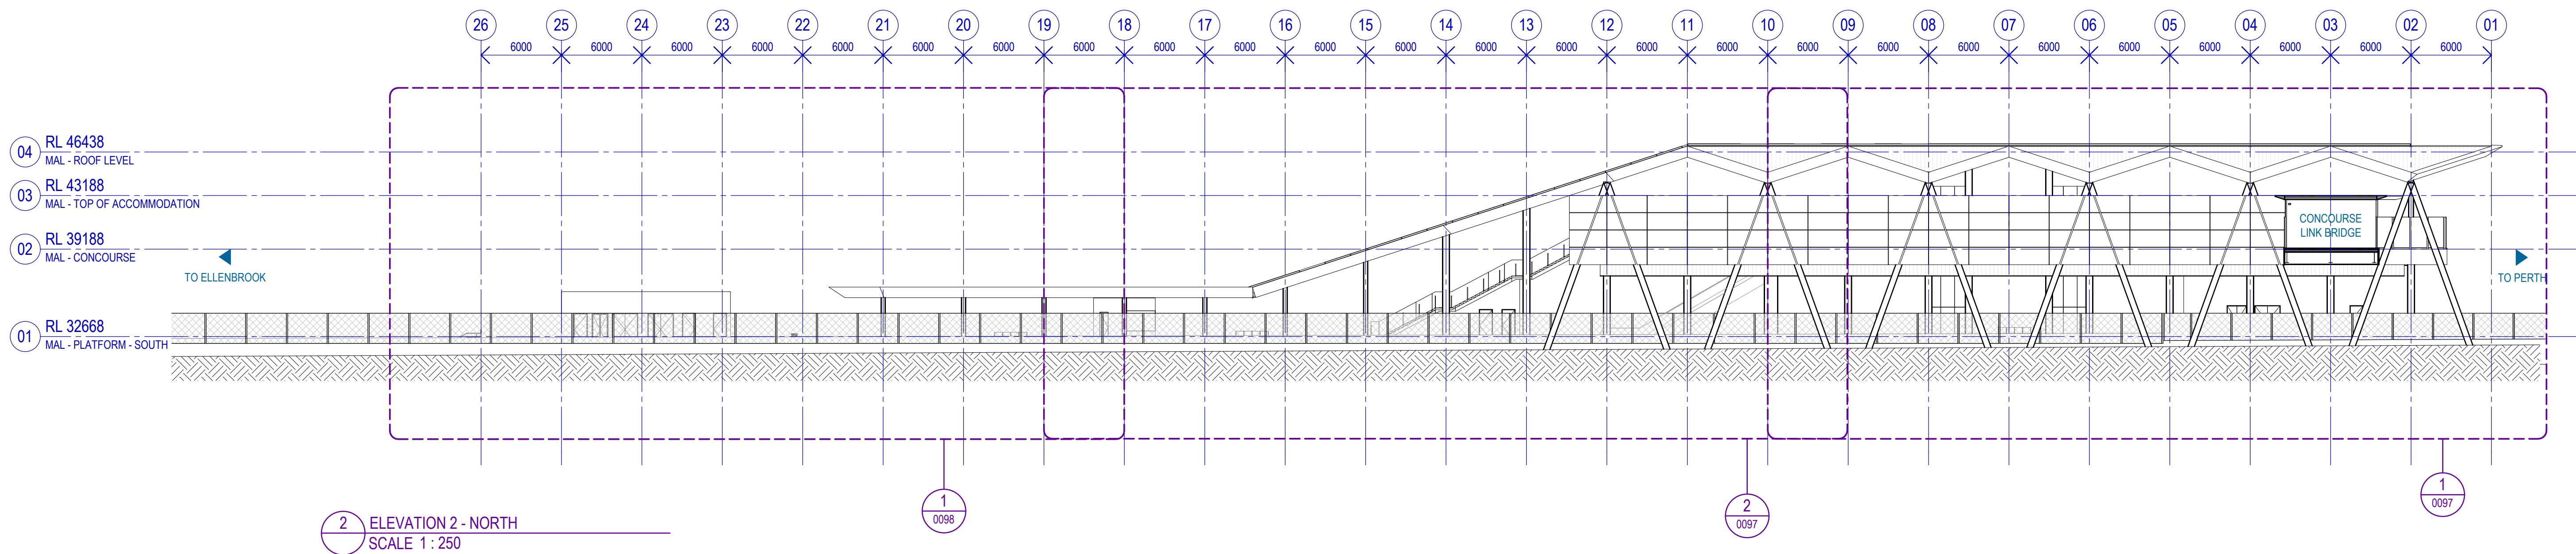 26 25 24 23 22 21 20 19 18 17 16 15 14 13 12 11 10 09 08 07 06 05 04 03 02 01
6000 6000 6000 6000 6000 6000 6000 6000 6000 6000 6000 6000 6000 6000 6000 6000 6000 6000 6000 6000 6000 6000 6000 6000 6000
04 RL 46438
MAL - ROOF LEVEL
03 RL 43188
MAL - TOP OF ACCOMMODATION
02 RL 39188
MAL - CONCOURSE
TO ELLENBROOK
CONCOURSE
LINK BRIDGE
TO PERTH
01 RL 32668
MAL - PLATFORM - SOUTH
1
0098
2
0097
1
0097
2 ELEVATION 2 - NORTH
SCALE 1 : 250